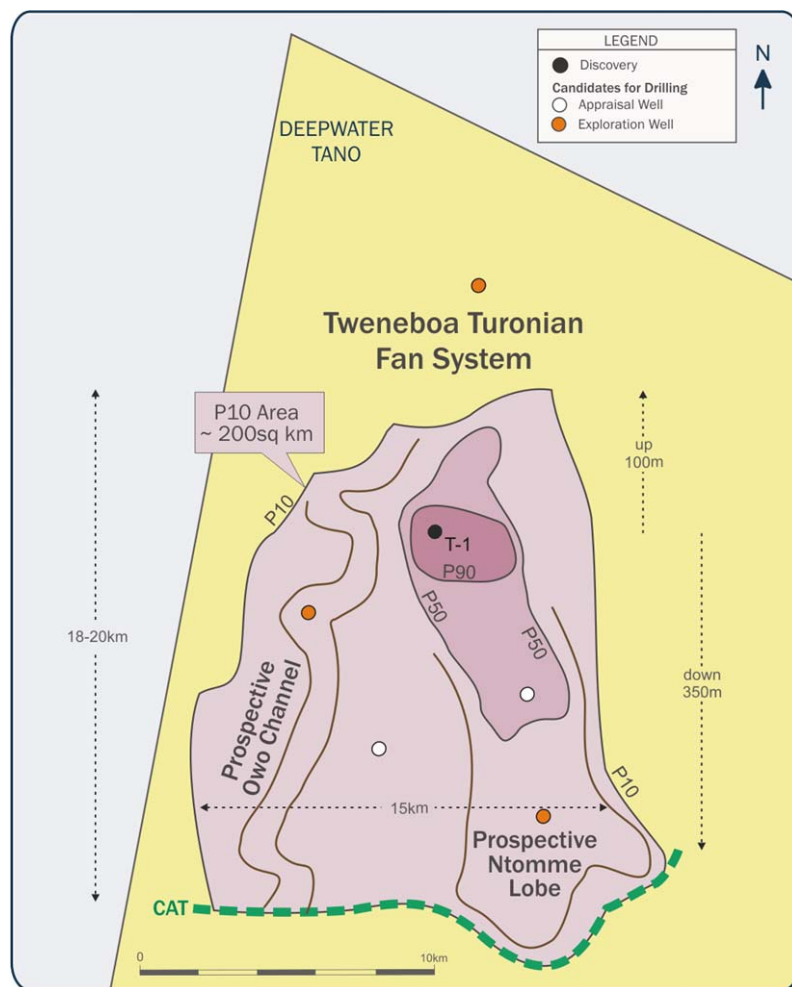 LEGEND
Discovery
Candidates for Drilling
Appraisal Well
Exploration Well
N
DEEPWATER
TANO
Tweneboa Turonian
Fan System
P10 Area
~ 200sq km
up
100m
P10
T-1
P90
P50
P50
18-20km
down
350m
Prospective
Owo Channel
P10
15km
Prospective
Ntomme
Lobe
CAT
0
10km